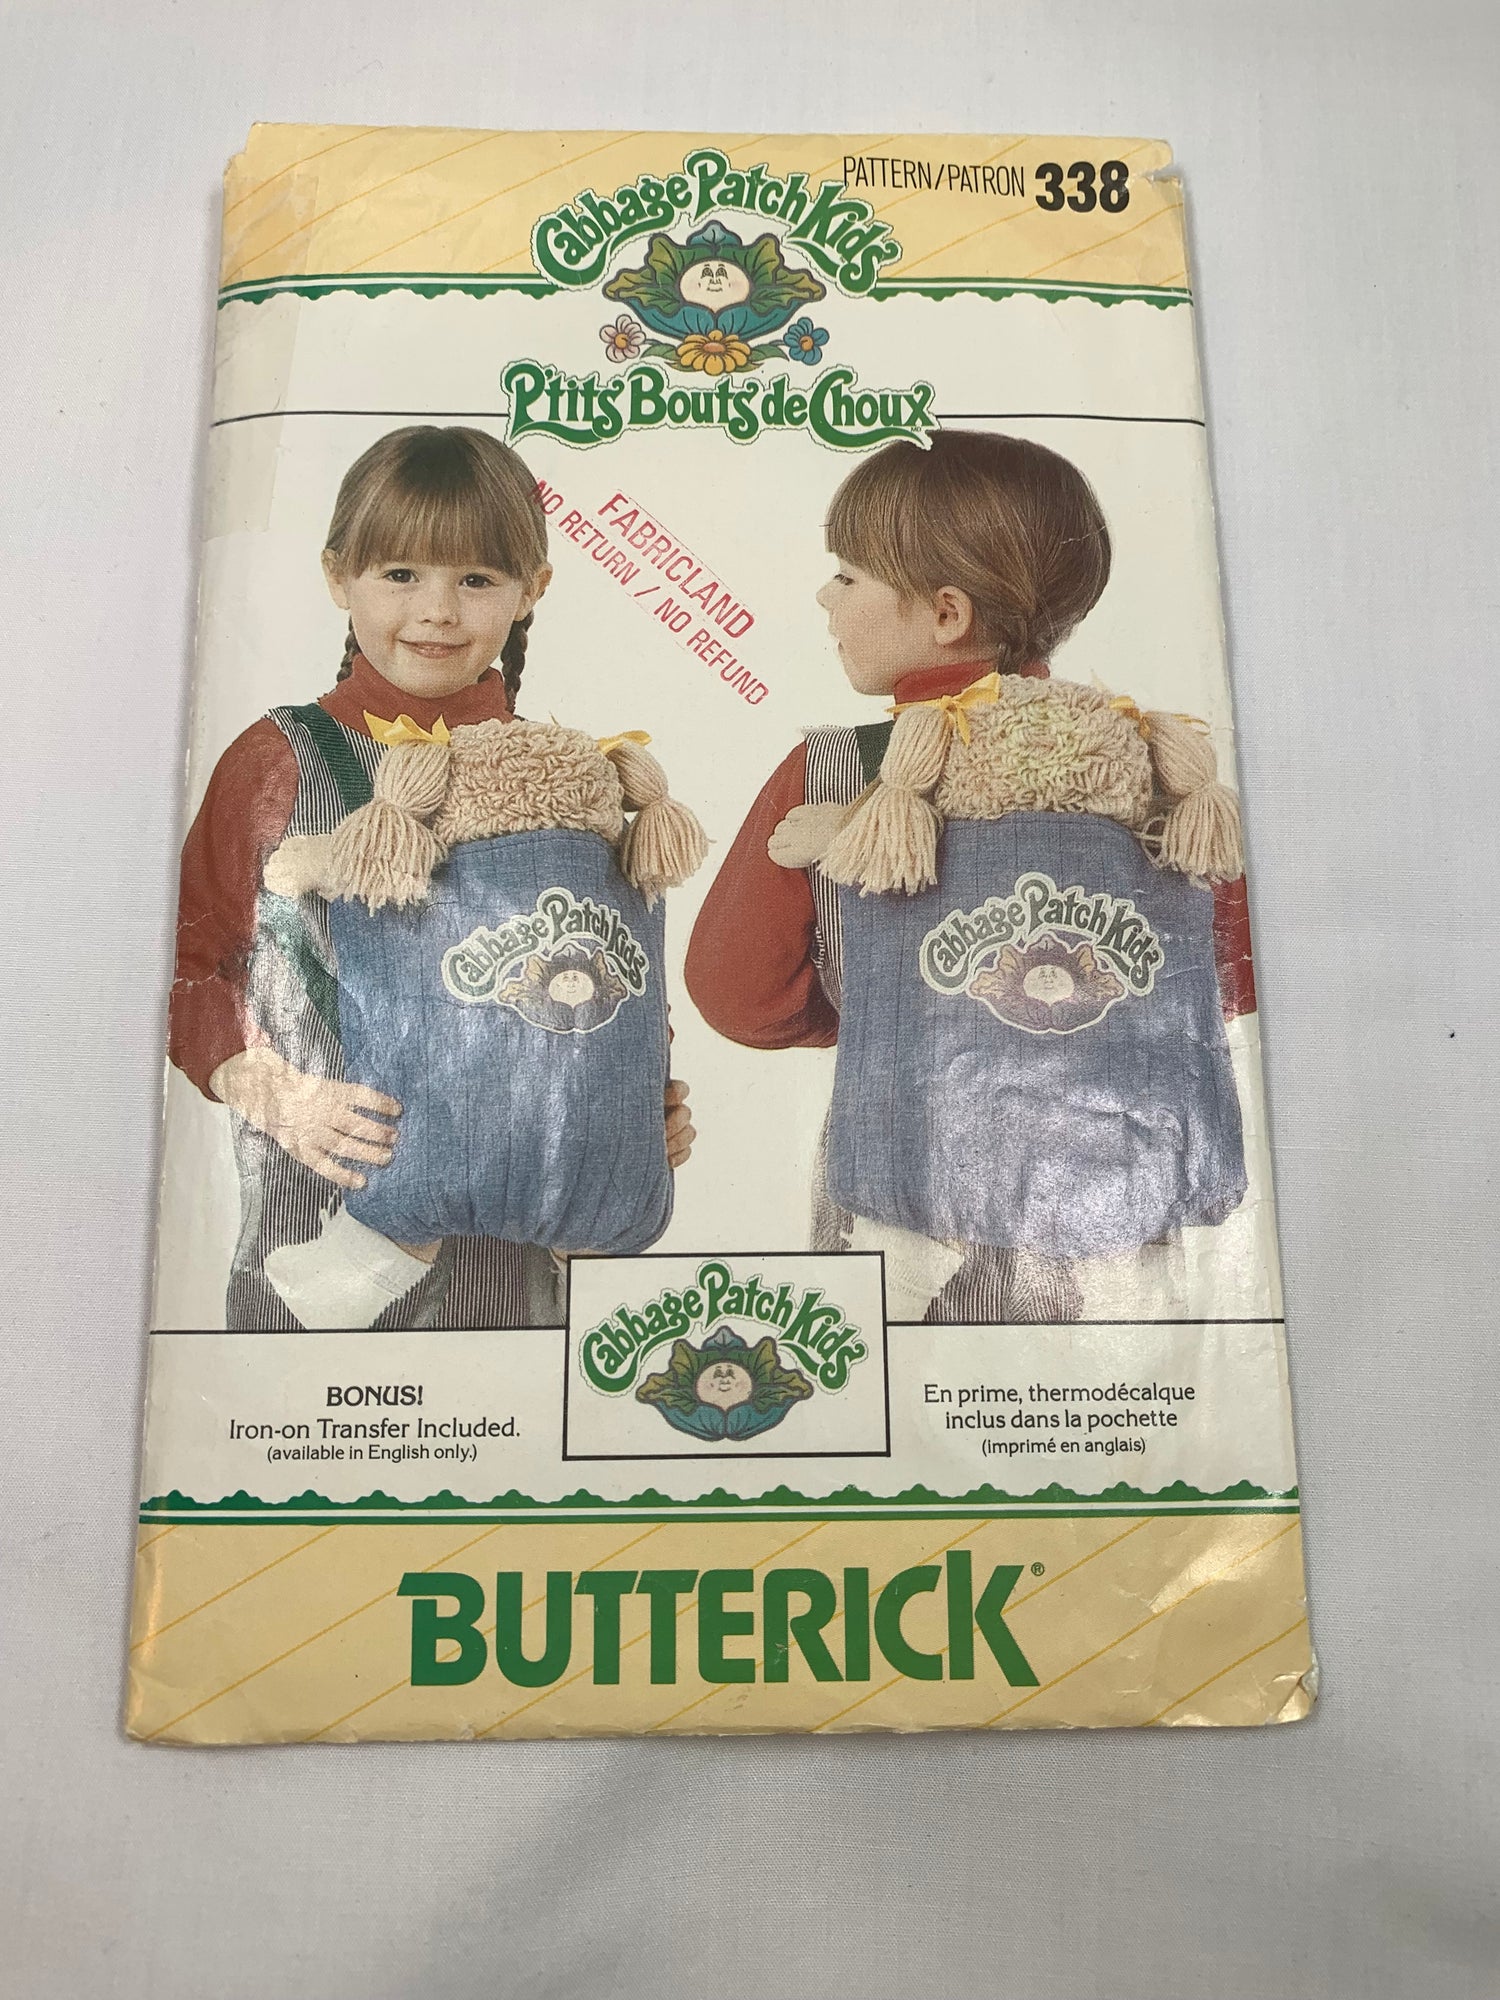 PATTERN/PATRON 338
Cabbage Patch Kids
P'tits Bouts de Choux
MD
FABRICLAND
NO RETURN / NO REFUND
Cabbage Patch Kids
Cabbage Patch Kids
Cabbage Patch Kids
BONUS!
Iron-on Transfer Included.
(available in English only.)
En prime, thermodécalque
inclus dans la pochette
(imprimé en anglais)
BUTTERICK®